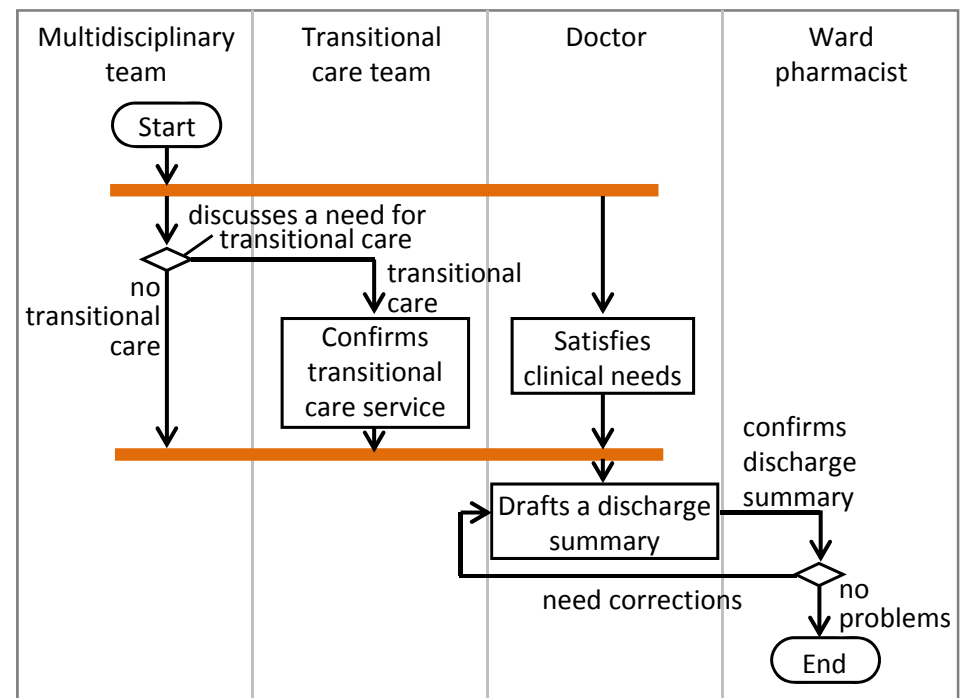 Multidisciplinary
team
Transitional
care team
Doctor
Ward
pharmacist
Start
discusses a need for
transitional care
no
transitional
care
transitional
care
Confirms
transitional
care service
Satisfies
clinical needs
confirms
discharge
summary
Drafts a discharge
summary
need corrections
no
problems
End